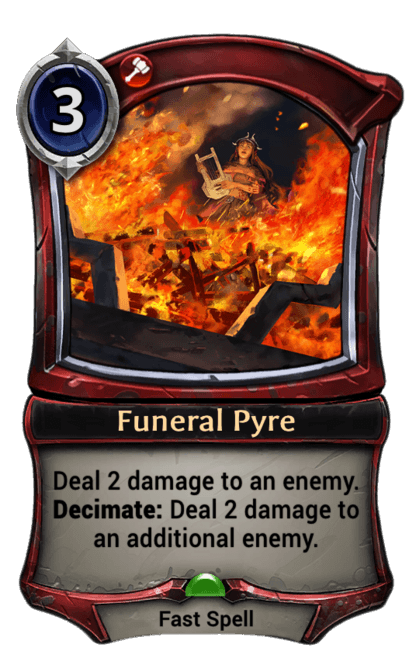 3
Funeral Pyre
Deal 2 damage to an enemy.
Decimate: Deal 2 damage to
an additional enemy.
Fast Spell